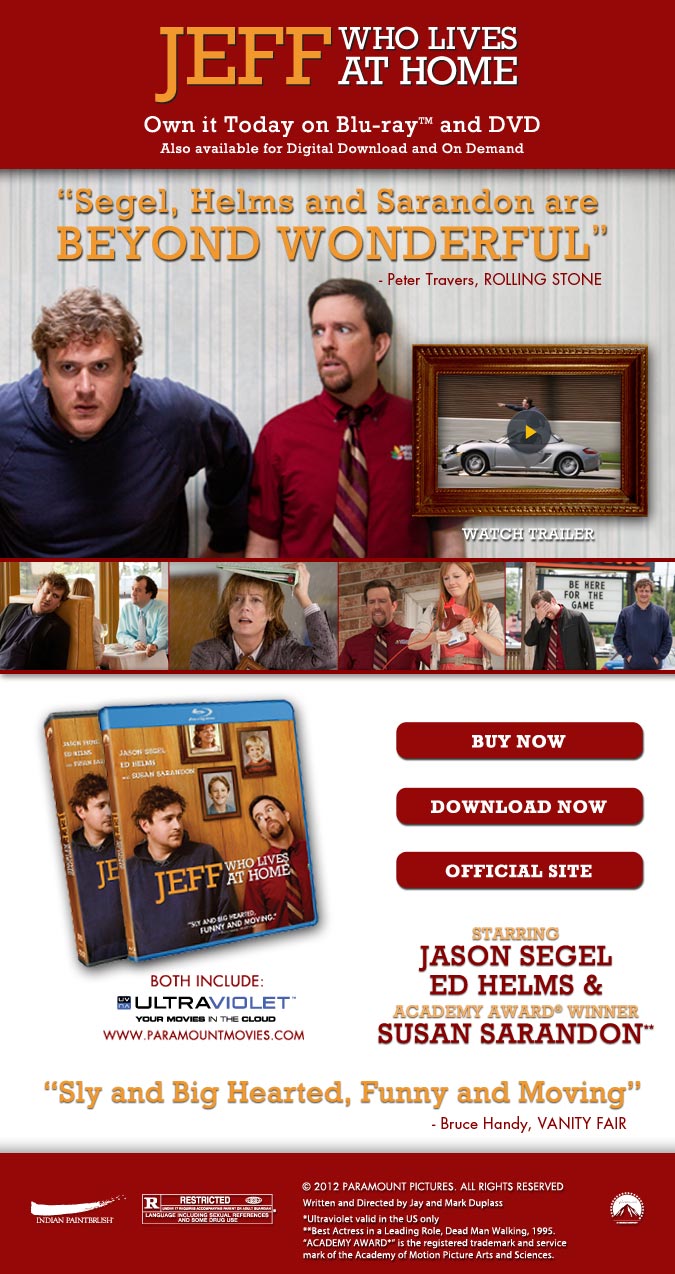 JEFF WHO LIVES
AT HOME
Own it Today on Blu-ray™ and DVD
Also available for Digital Download and On Demand
“Segel, Helms and Sarandon are
BEYOND WONDERFUL”
- Peter Travers, ROLLING STONE
WATCH TRAILER
BE HERE
FOR THE
GAME
Blu-ray Disc
JASON SEGEL
ED HELMS
AND SUSAN SARANDON
JEFF WHO LIVES
AT HOME
“SLY AND BIG HEARTED,
FUNNY AND MOVING.”
BUY NOW
DOWNLOAD NOW
OFFICIAL SITE
BOTH INCLUDE:
UV
ULTRAVIOLET™
YOUR MOVIES IN THE CLOUD
WWW.PARAMOUNTMOVIES.COM
STARRING
JASON SEGEL
ED HELMS &
ACADEMY AWARD® WINNER
SUSAN SARANDON**
“Sly and Big Hearted, Funny and Moving”
- Bruce Handy, VANITY FAIR
INDIAN PAINTBRUSH
R RESTRICTED
UNDER 17 REQUIRES ACCOMPANYING PARENT OR ADULT GUARDIAN
LANGUAGE INCLUDING SEXUAL REFERENCES
AND SOME DRUG USE
© 2012 PARAMOUNT PICTURES. ALL RIGHTS RESERVED
Written and Directed by Jay and Mark Duplass
*Ultraviolet valid in the US only
**Best Actress in a Leading Role, Dead Man Walking, 1995.
“ACADEMY AWARD®” is the registered trademark and service
mark of the Academy of Motion Picture Arts and Sciences.